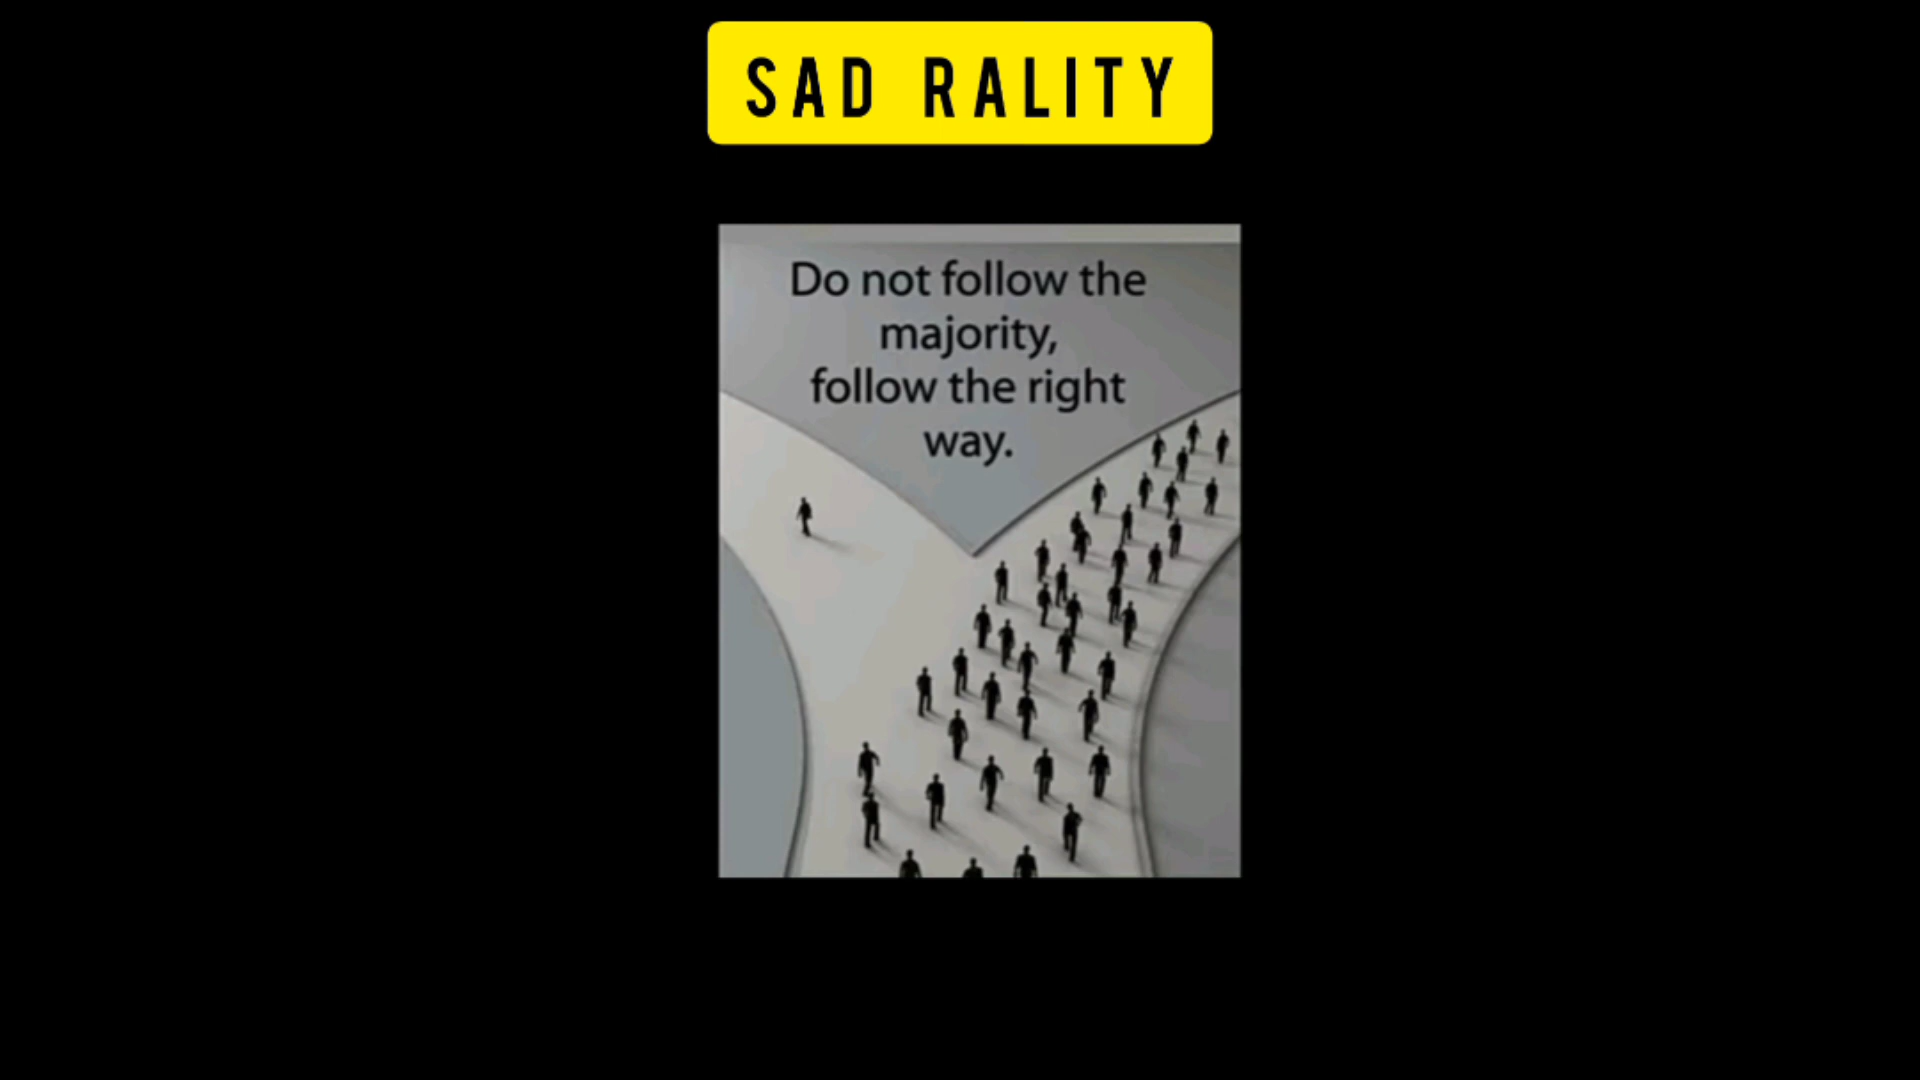 SAD RALITY
Do not follow the
majority,
follow the right
way.